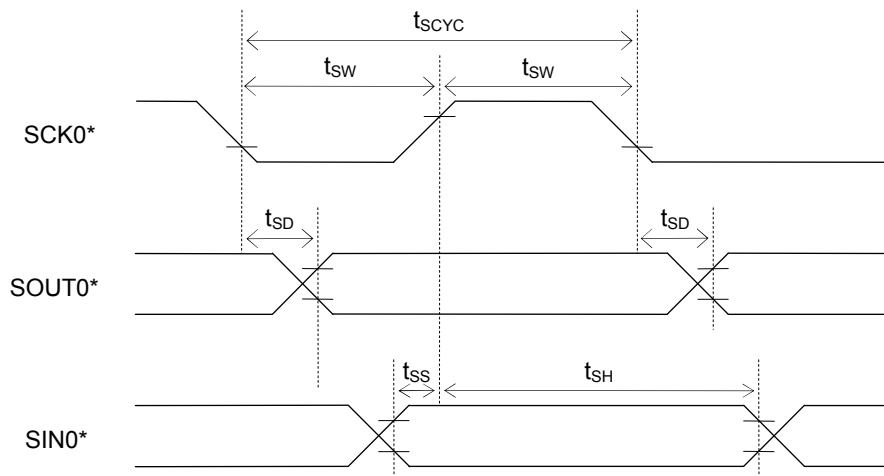 tSCYC
tSW tSW
SCK0*
tSD tSD
SOUT0*
tSS tSH
SIN0*